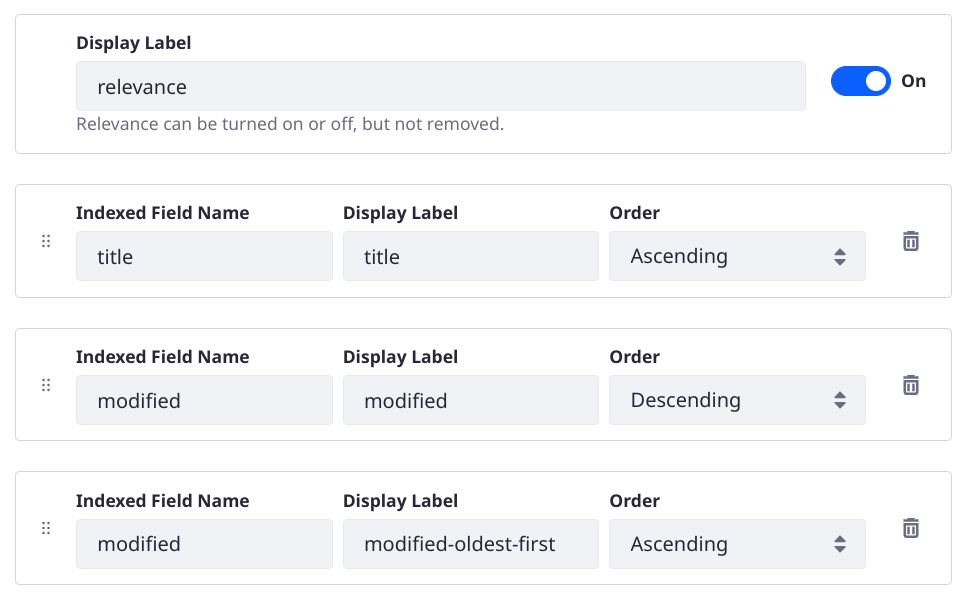 Display Label
relevance
On
Relevance can be turned on or off, but not removed.
Indexed Field Name Display Label Order
title title Ascending
Indexed Field Name Display Label Order
modified modified Descending
Indexed Field Name Display Label Order
modified modified-oldest-first Ascending